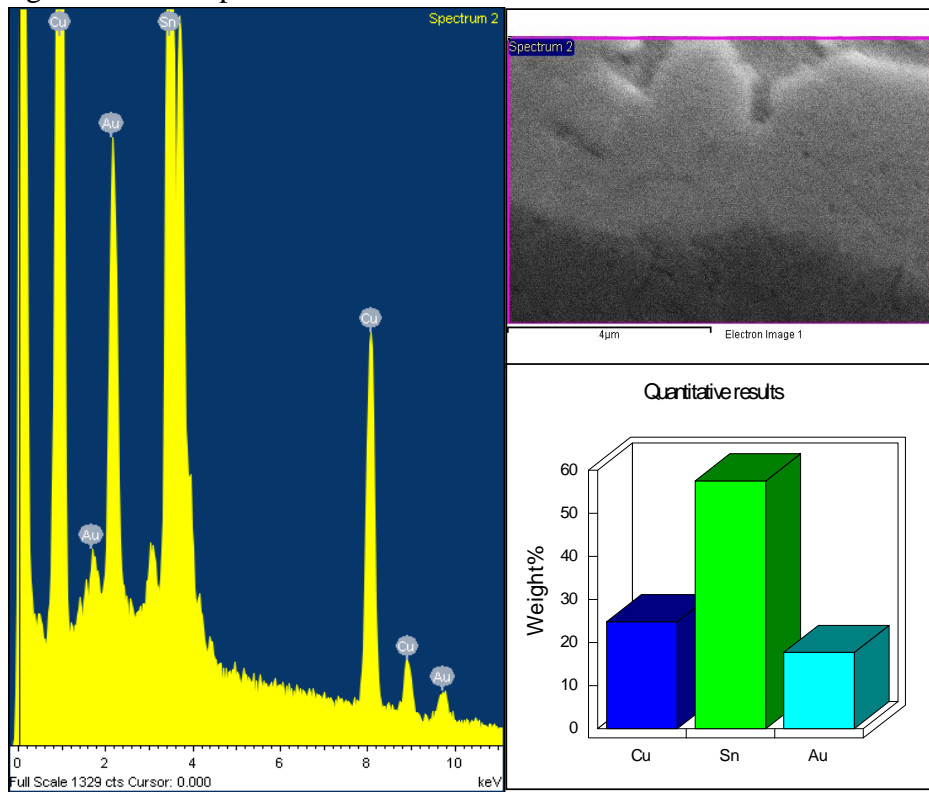 Spectrum 2
Cu
Sn
Au
Cu
Au
Cu
Au
0 2 4 6 8 10
Full Scale 1329 cts Cursor: 0.000 keV
Spectrum 2
4µm Electron Image 1
Quantitative results
Weight%
60
50
40
30
20
10
0
Cu Sn Au